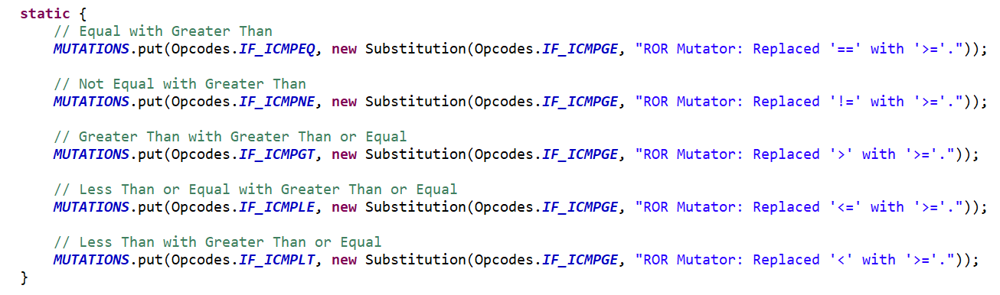 static {
    // Equal with Greater Than
    MUTATIONS.put(Opcodes.IF_ICMPEQ, new Substitution(Opcodes.IF_ICMPGE, "ROR Mutator: Replaced '==' with '>='."));

    // Not Equal with Greater Than
    MUTATIONS.put(Opcodes.IF_ICMPNE, new Substitution(Opcodes.IF_ICMPGE, "ROR Mutator: Replaced '!=' with '>='."));

    // Greater Than with Greater Than or Equal
    MUTATIONS.put(Opcodes.IF_ICMPGT, new Substitution(Opcodes.IF_ICMPGE, "ROR Mutator: Replaced '>' with '>='."));

    // Less Than or Equal with Greater Than or Equal
    MUTATIONS.put(Opcodes.IF_ICMPLE, new Substitution(Opcodes.IF_ICMPGE, "ROR Mutator: Replaced '<=' with '>='."));

    // Less Than with Greater Than or Equal
    MUTATIONS.put(Opcodes.IF_ICMPLT, new Substitution(Opcodes.IF_ICMPGE, "ROR Mutator: Replaced '<' with '>='."));
}